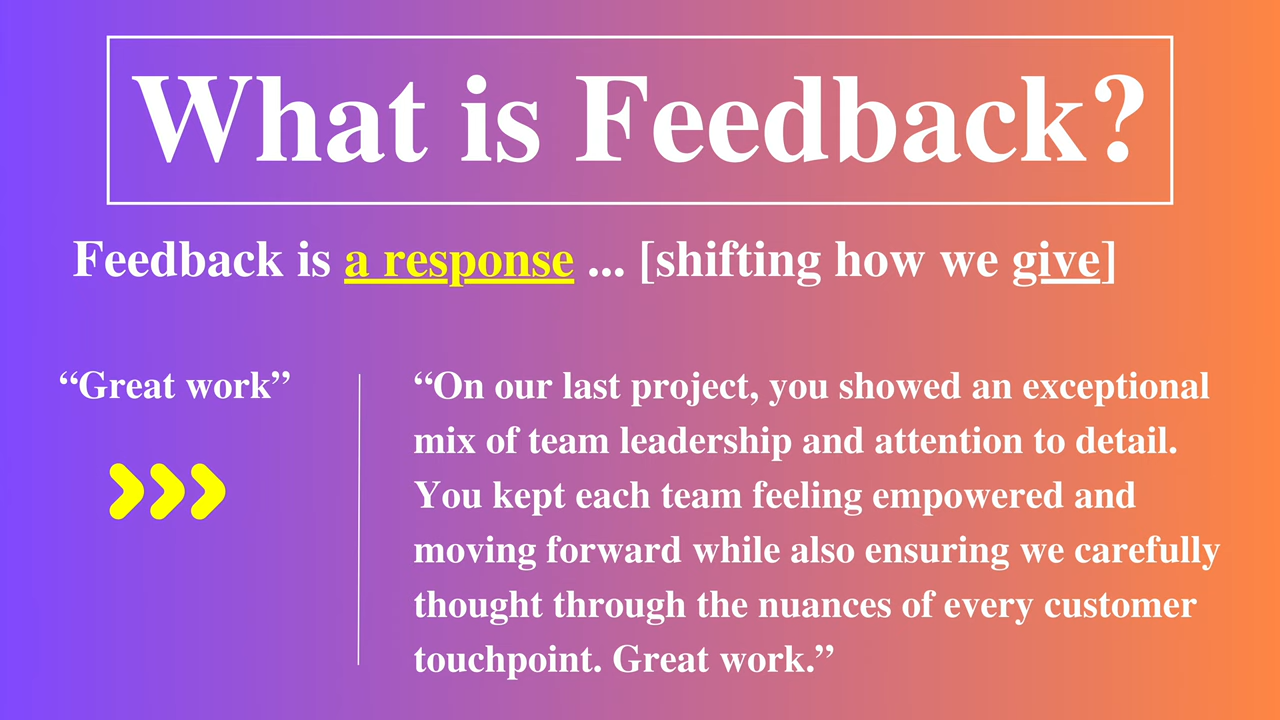 What is Feedback?
Feedback is a response ... [shifting how we give]
“Great work”
“On our last project, you showed an exceptional
mix of team leadership and attention to detail.
You kept each team feeling empowered and
moving forward while also ensuring we carefully
thought through the nuances of every customer
touchpoint. Great work.”